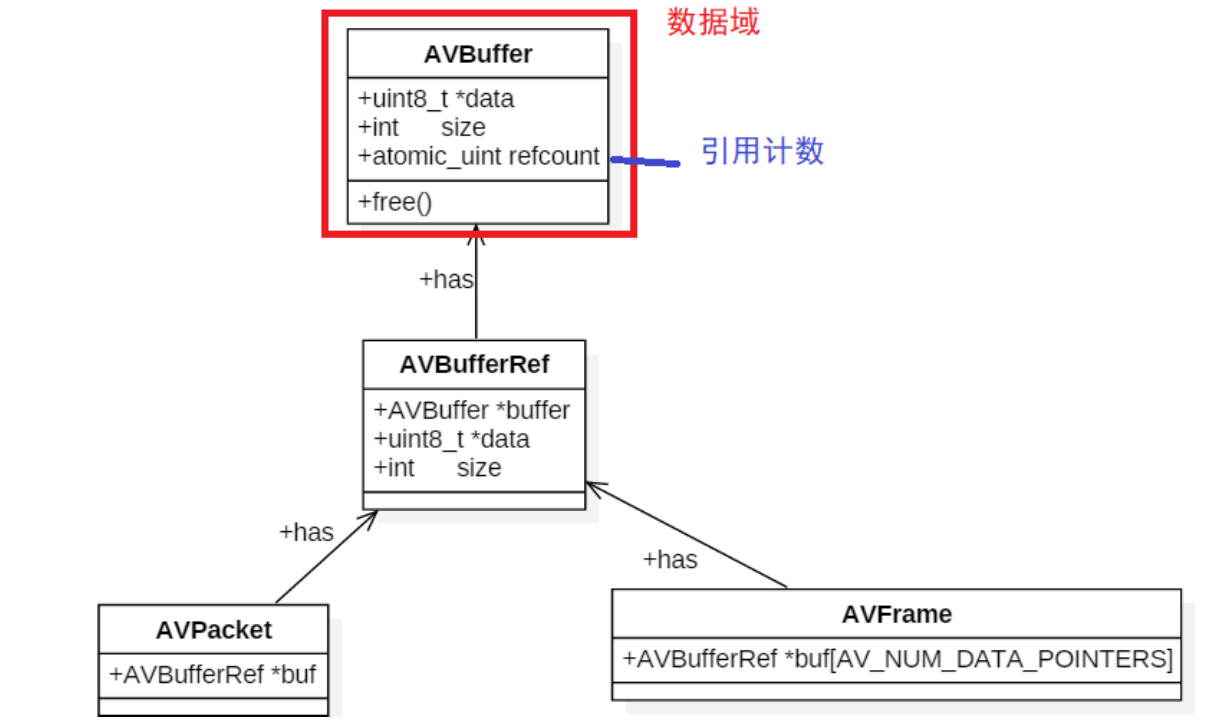 数据域
AVBuffer
+uint8_t *data
+int size
+atomic_uint refcount
引用计数
+free()
+has
AVBufferRef
+AVBuffer *buffer
+uint8_t *data
+int size
+has
+has
AVPacket
+AVBufferRef *buf
AVFrame
+AVBufferRef *buf[AV_NUM_DATA_POINTERS]